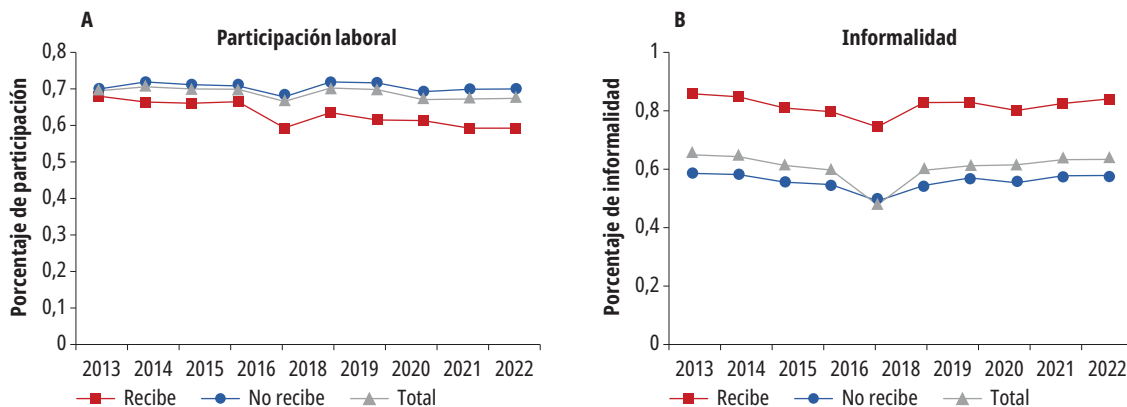 A
Participación laboral
Porcentaje de participación
0,8
0,7
0,6
0,5
0,4
0,3
0,2
0,1
0
2013 2014 2015 2016 2017 2018 2019 2020 2021 2022
Recibe No recibe Total
B
Informalidad
Porcentaje de informalidad
1
0,8
0,6
0,4
0,2
0
2013 2014 2015 2016 2017 2018 2019 2020 2021 2022
Recibe No recibe Total